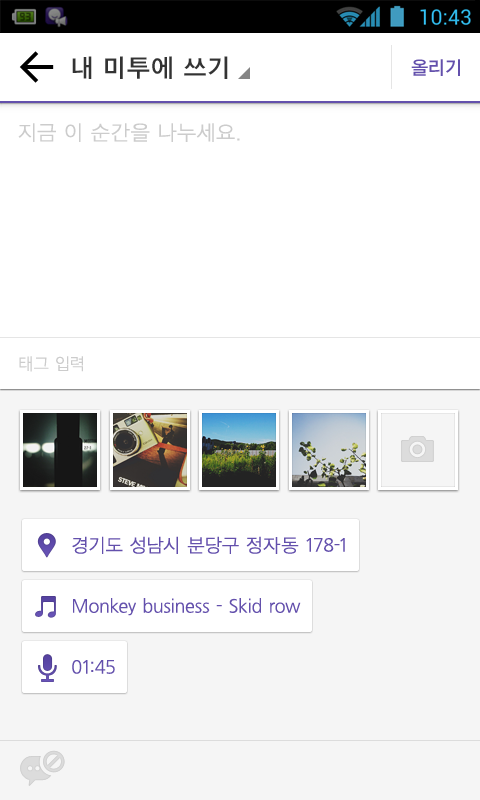 93
10:43
내 미투에 쓰기
올리기
지금 이 순간을 나누세요.
태그 입력
경기도 성남시 분당구 정자동 178-1
Monkey business - Skid row
01:45